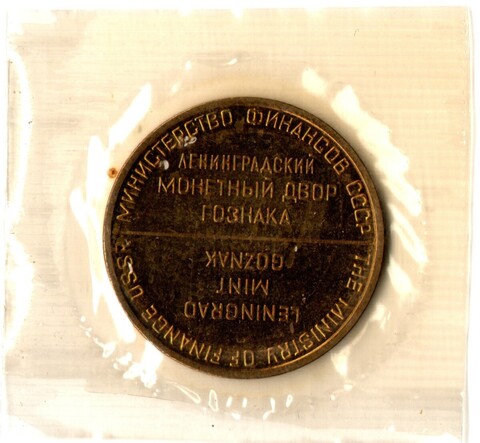 МИНИСТЕРСТВО ФИНАНСОВ СССР
ЛЕНИНГРАДСКИЙ
МОНЕТНЫЙ ДВОР
ГОЗНАКА
THE MINISTRY OF FINANCE USSR
LENINGRAD
MINT
GOZNAK